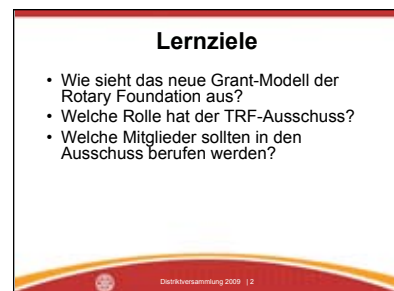 Lernziele
• Wie sieht das neue Grant-Modell der
Rotary Foundation aus?
• Welche Rolle hat der TRF-Ausschuss?
• Welche Mitglieder sollten in den
Ausschuss berufen werden?
Distriktversammlung 2009 | 2